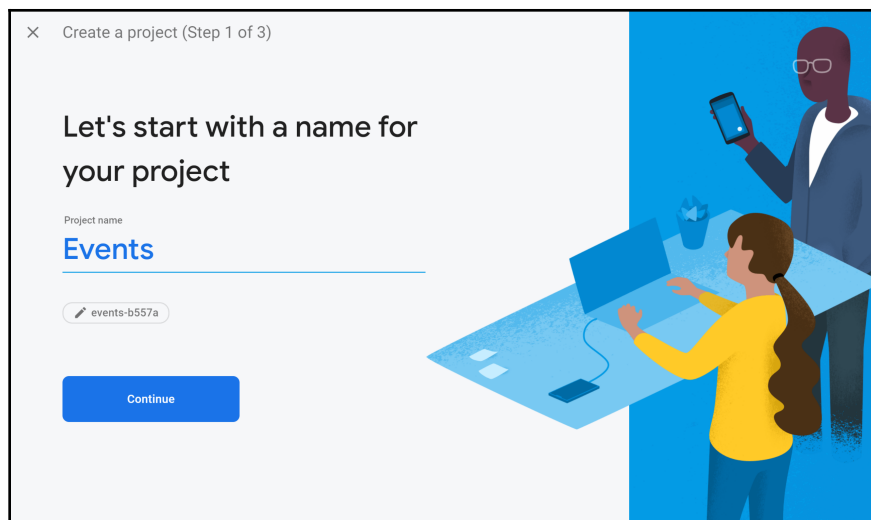 Create a project (Step 1 of 3)
Let's start with a name for
your project
Project name
Events
events-b557a
Continue